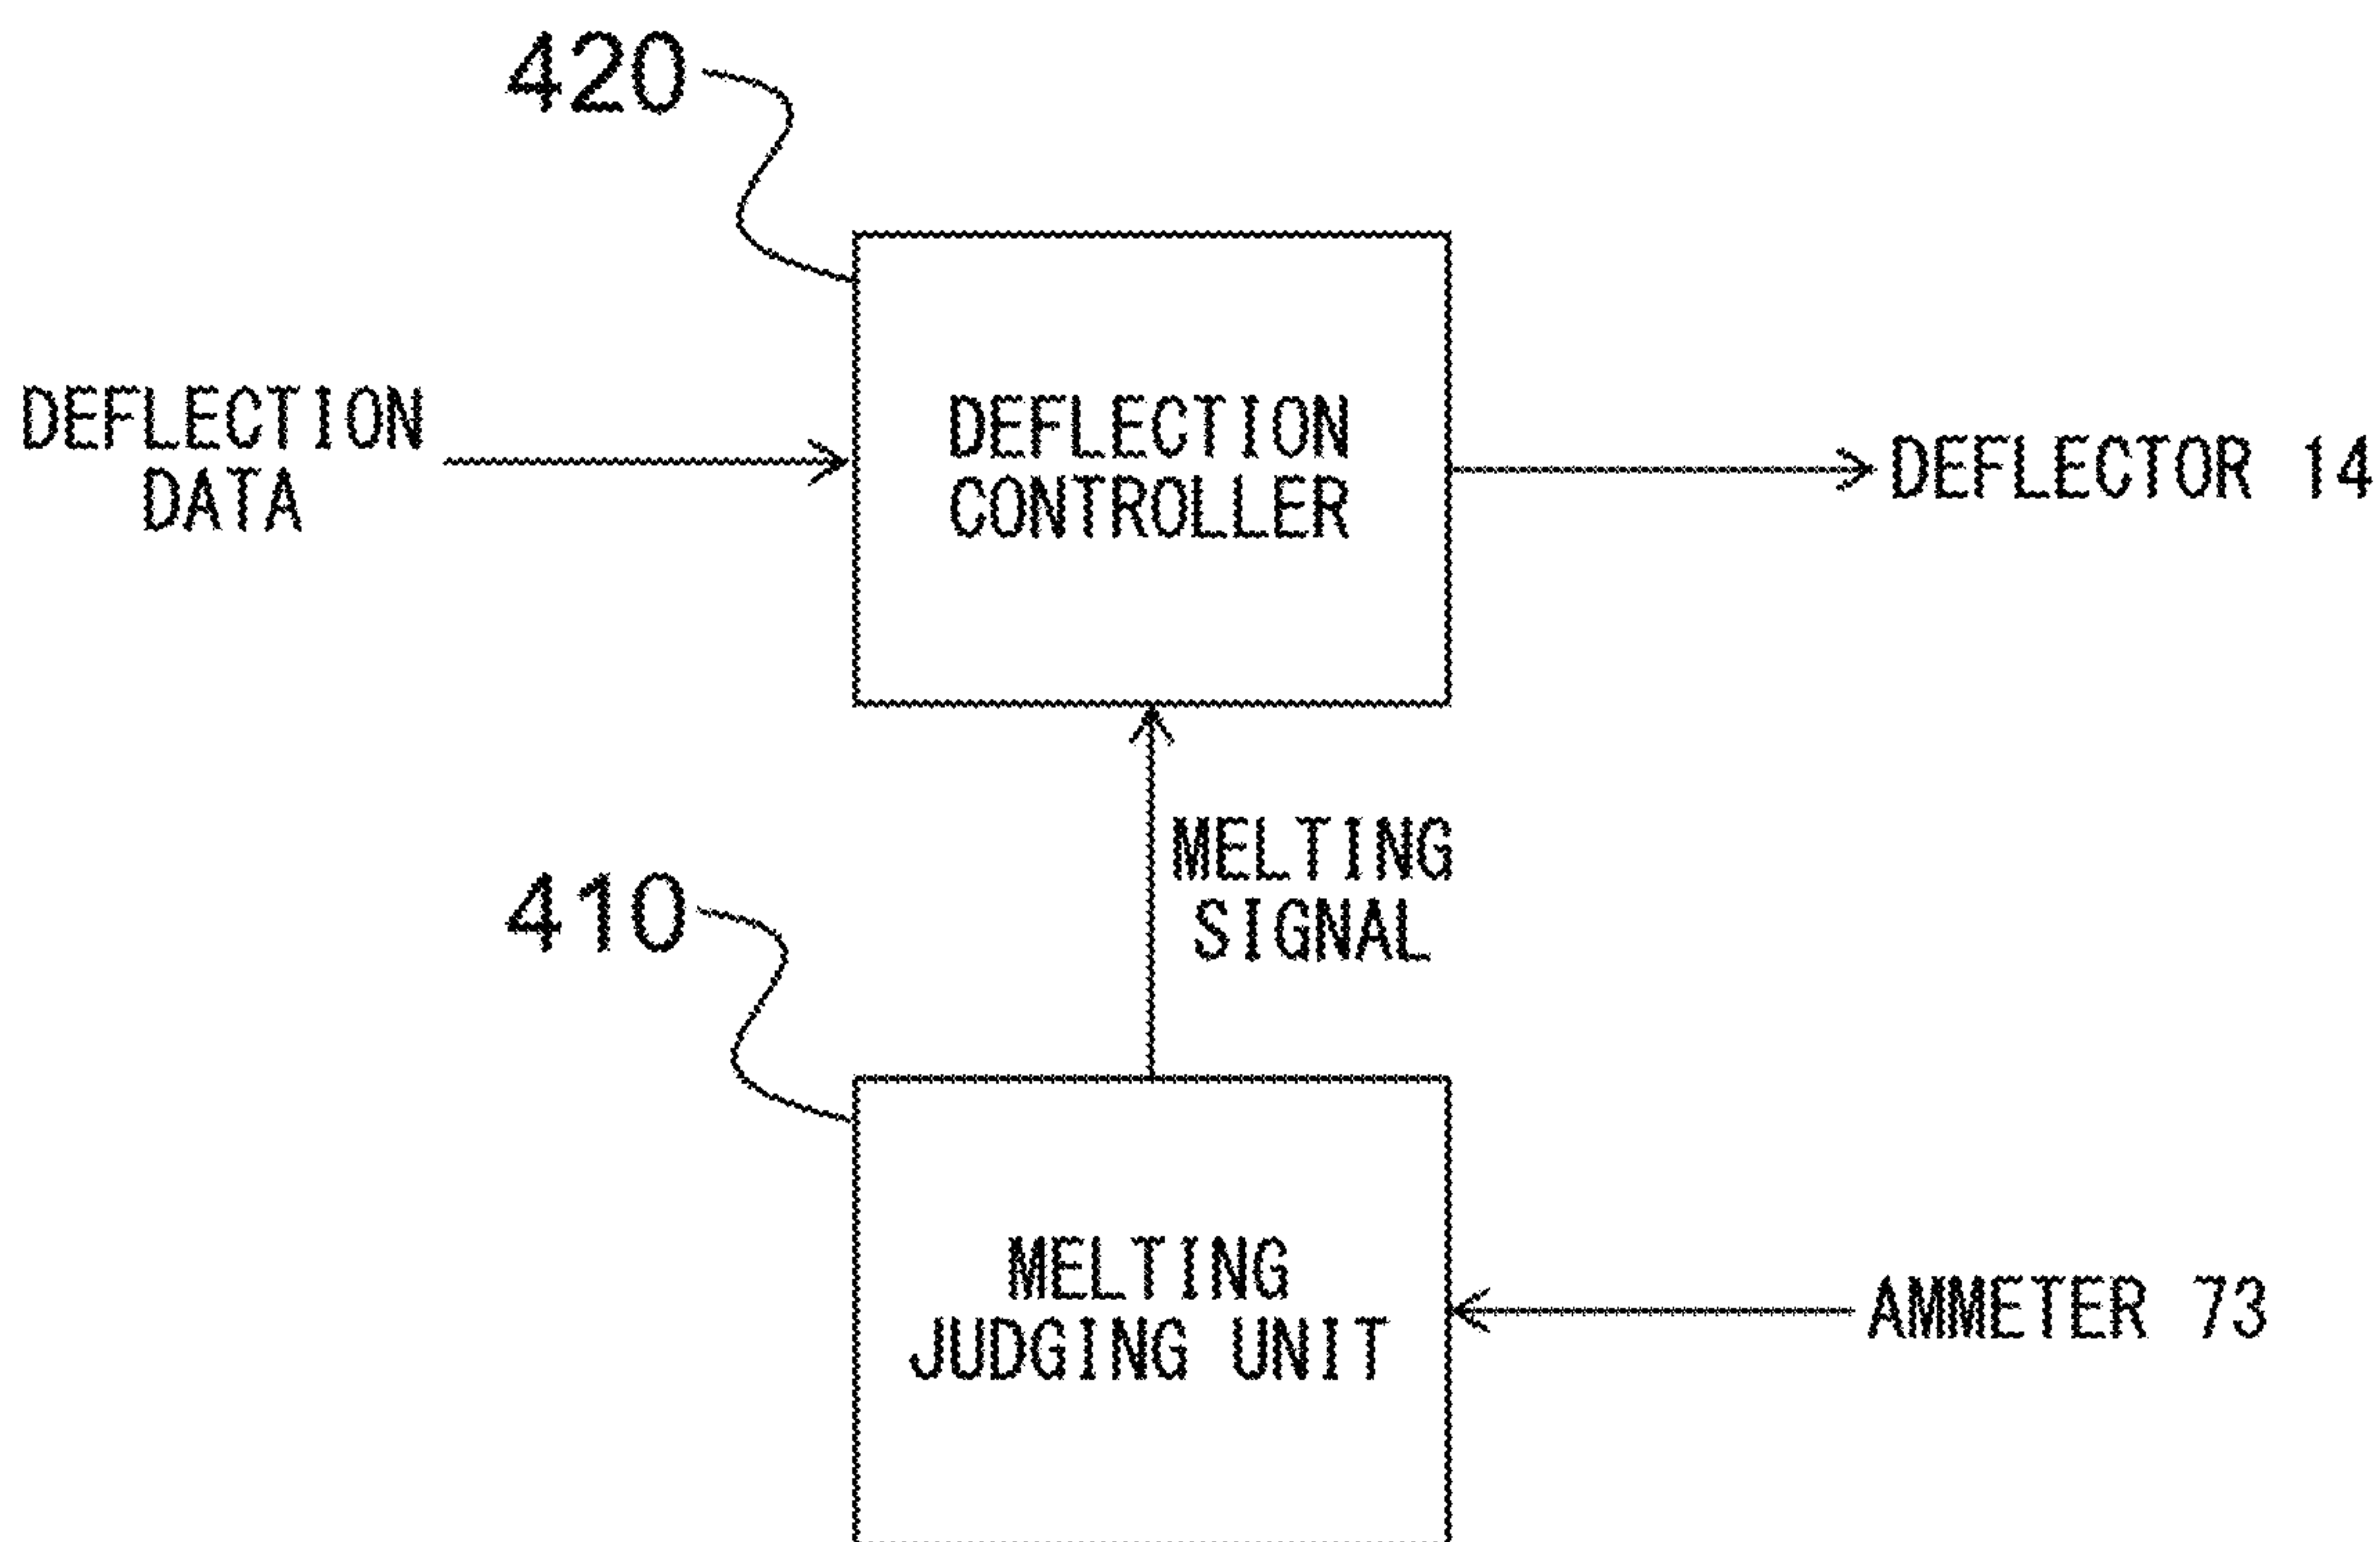 420
DEFLECTION
DATA
DEFLECTION
CONTROLLER
DEFLECTOR 14
MELTING
SIGNAL
410
MELTING
JUDGING UNIT
AMMETER 73